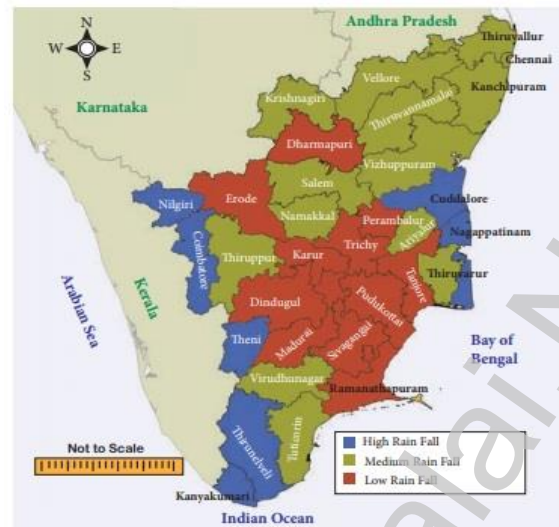 Andhra Pradesh
N
W E
S
Thiruvallur
Chennai
Vellore
Kanchipuram
Krishnagiri
Thiruvannamalai
Karnataka
Dharmapuri
Vizhuppuram
Salem
Nilgiri
Erode
Cuddalore
Namakkal
Perambalur
Ariyalur
Nagappatinam
Coimbatore
Thiruppur
Karur
Trichy
Thiruvarur
Tanjore
Arabian Sea
Kerala
Dindugul
Pudukottai
Theni
Madurai
Sivagangai
Bay of
Bengal
Virudhunagar
Ramanathapuram
Not to Scale
Thirunelveli
Tuticorin
High Rain Fall
Medium Rain Fall
Low Rain Fall
Kanyakumari
Indian Ocean